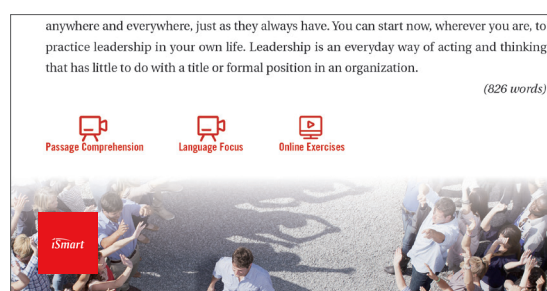 anywhere and everywhere, just as they always have. You can start now, wherever you are, to
practice leadership in your own life. Leadership is an everyday way of acting and thinking
that has little to do with a title or formal position in an organization.
(826 words)
Passage Comprehension
Language Focus
Online Exercises
iSmart